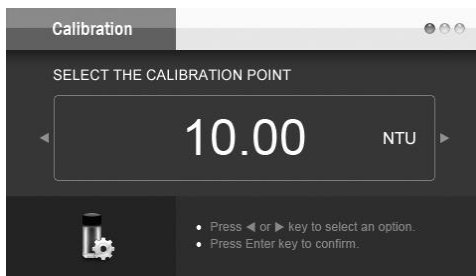 Calibration
SELECT THE CALIBRATION POINT
10.00 NTU
Press ◀ or ▶ key to select an option.
Press Enter key to confirm.